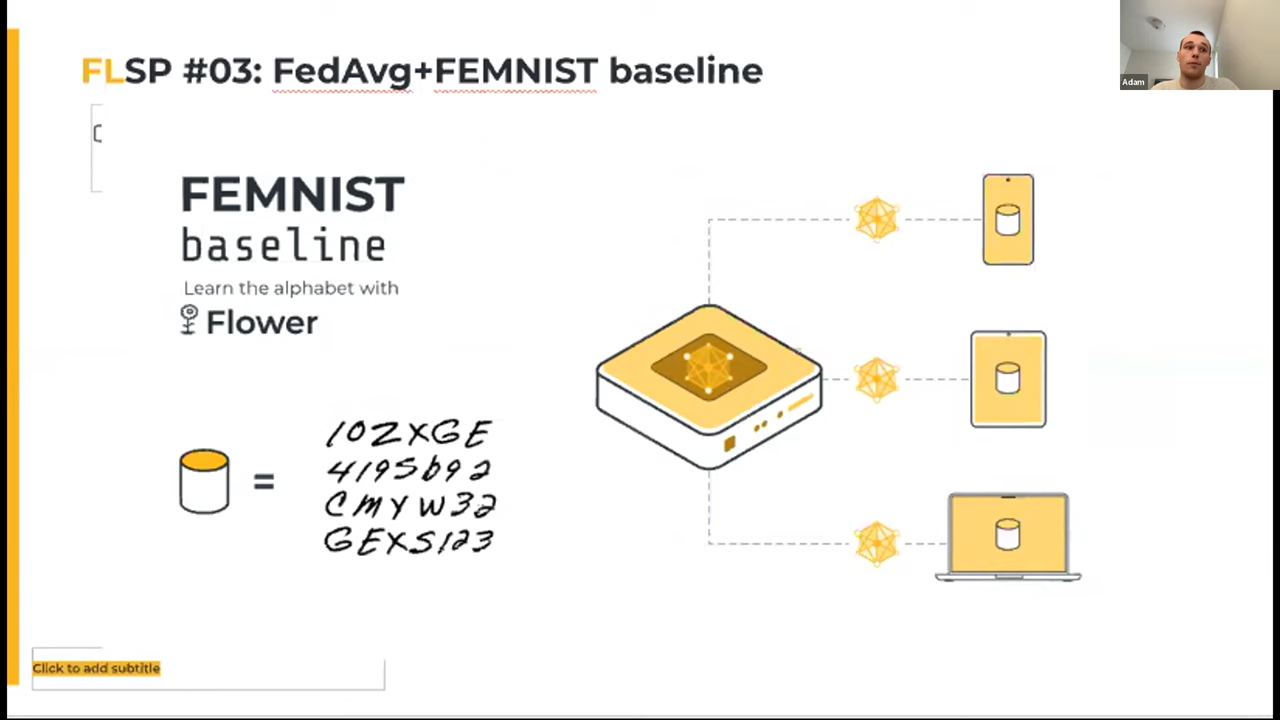 FLSP #03: FedAvg+FEMNIST baseline
Adam
FEMNIST
baseline
Learn the alphabet with
Flower
=
10ZXGE
4195b92
CMYW32
GEXS123
Click to add subtitle